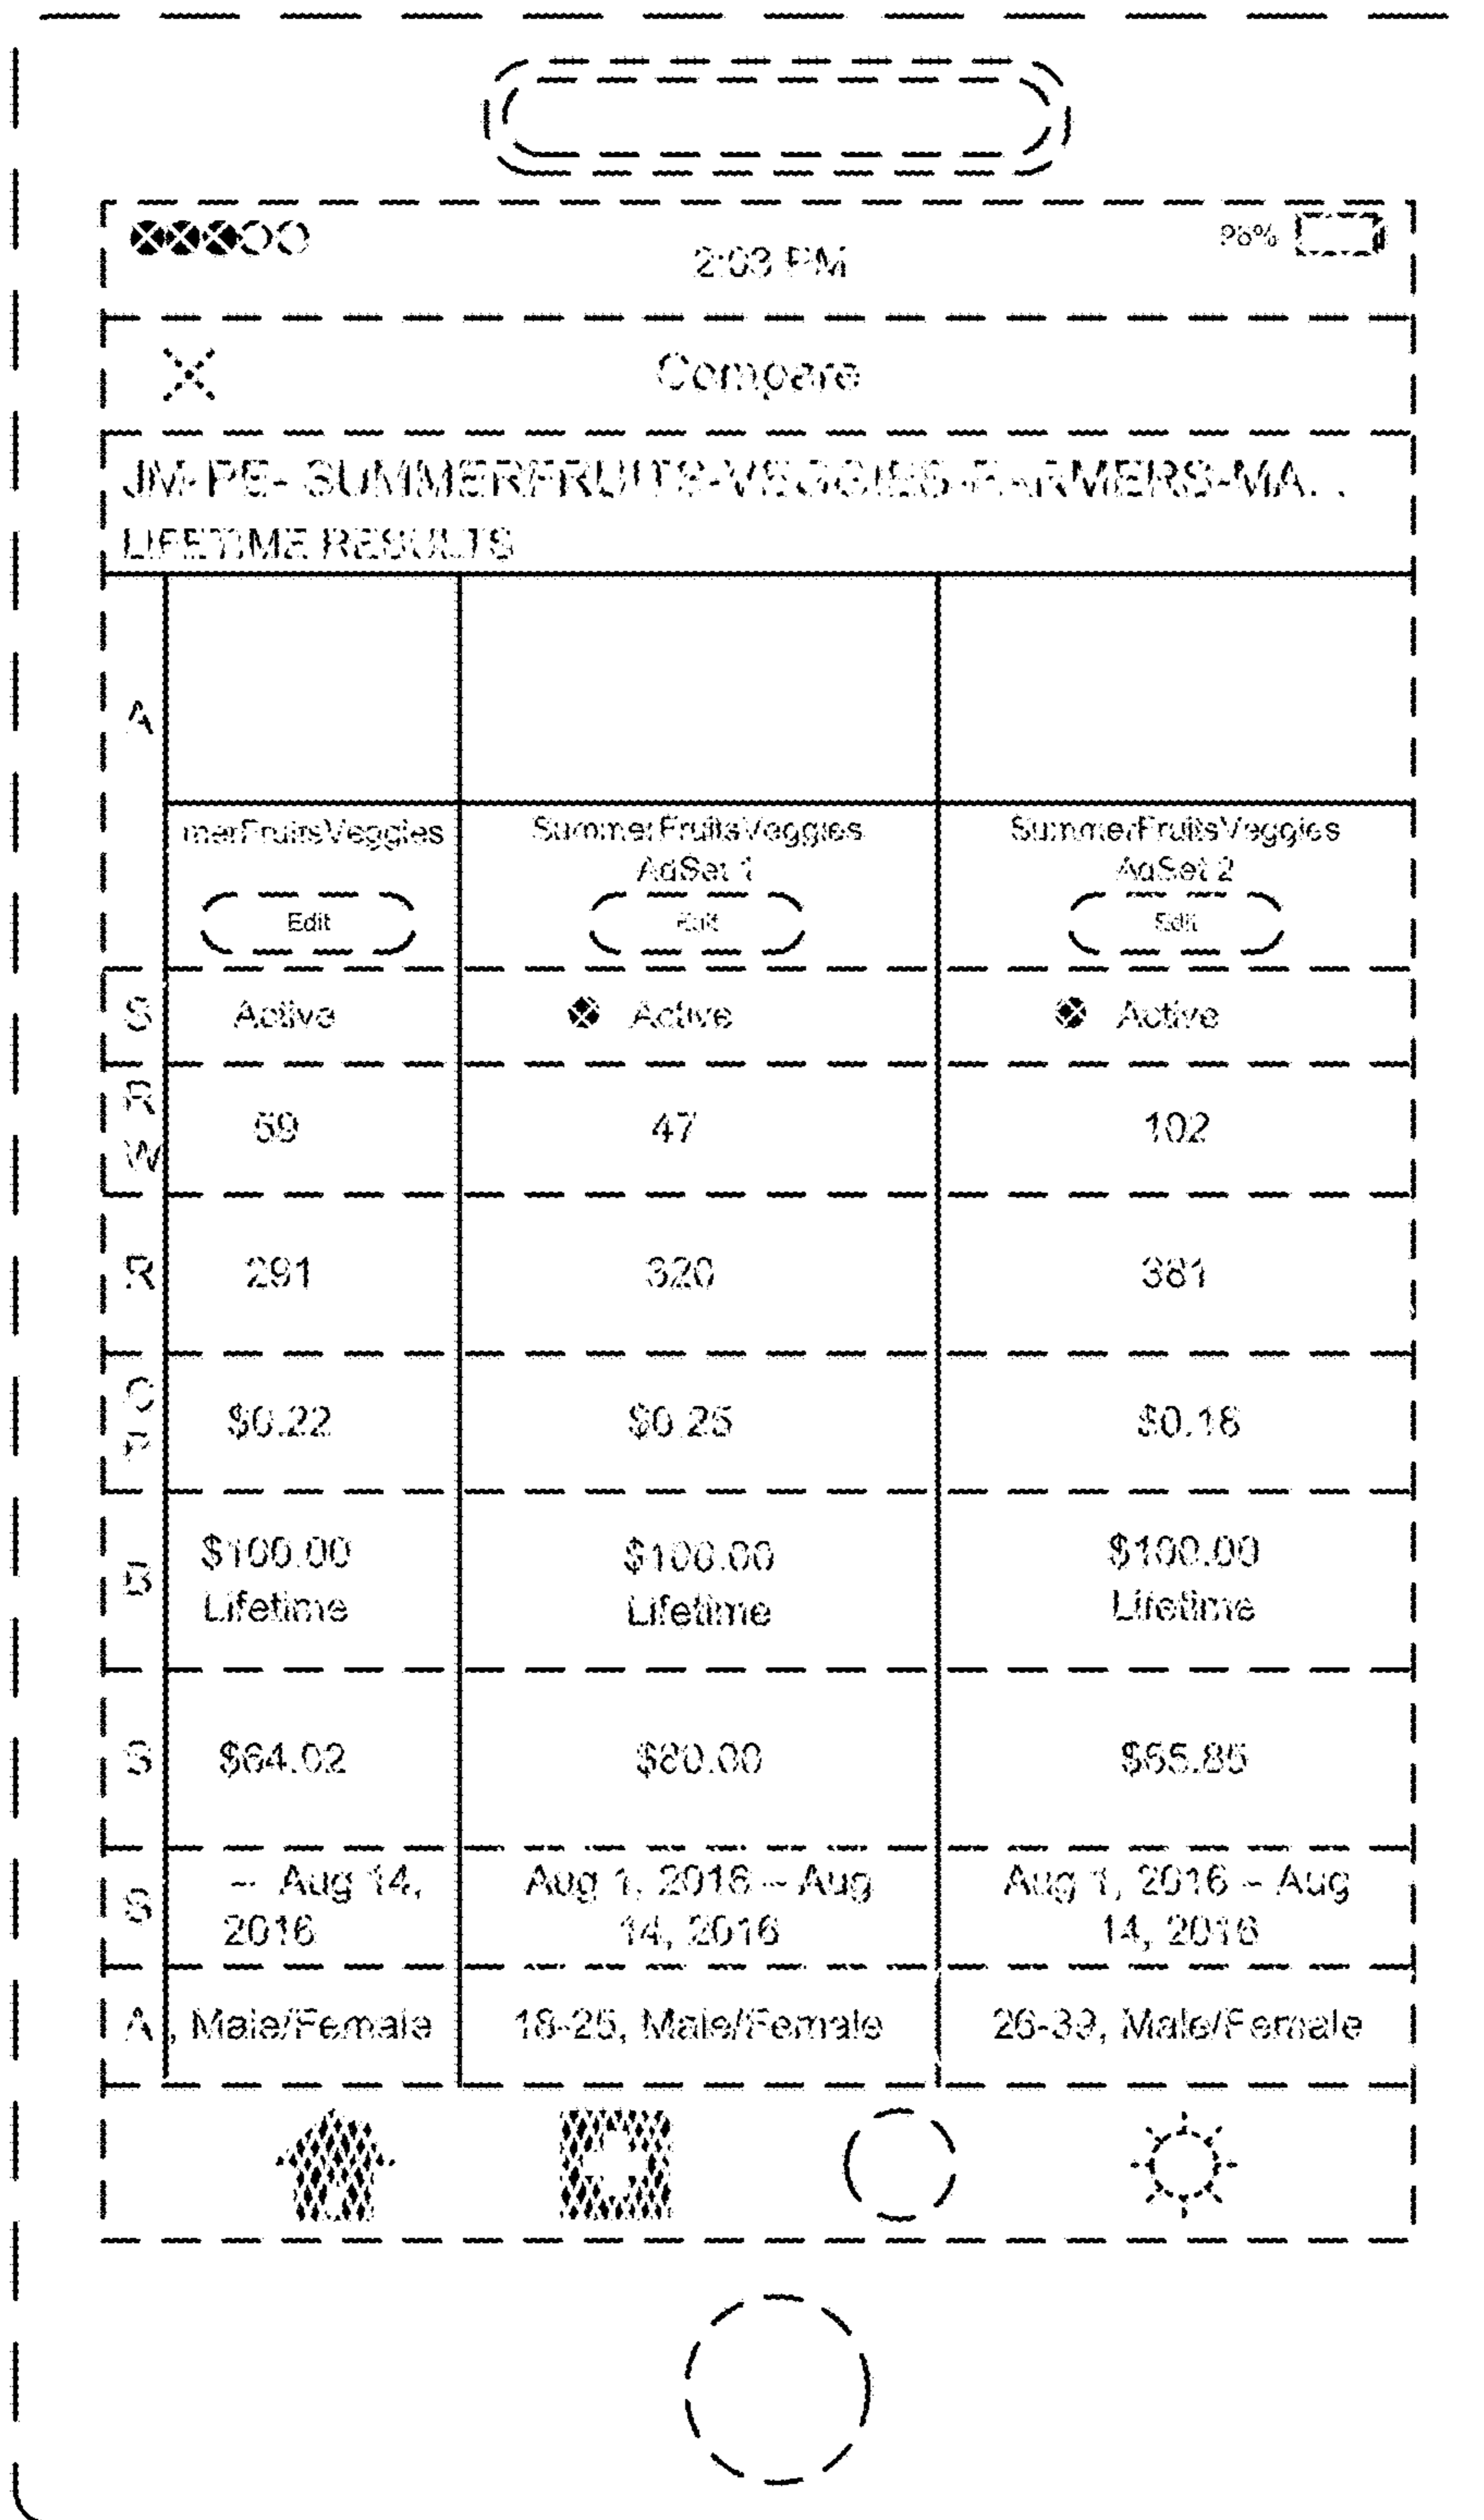 98%
2:03 PM
Compare
JM-PE- SUMMERFRUITS-VEGGIES-FARMERS-MA. .
LIFETIME RESULTS
A
merFruitsVeggies
SummerFruitsVeggies
AdSet 1
SummerFruitsVeggies
AdSet 2
Edit
Edit
Edit
S
Active
Active
Active
R
W
59
47
102
R
291
320
381
C
P
$0.22
$0.25
$0.18
B
$100.00
Lifetime
$100.00
Lifetime
$100.00
Lifetime
S
$64.02
$80.00
$65.85
S
– Aug 14,
2016
Aug 1, 2016 – Aug
14, 2016
Aug 1, 2016 – Aug
14, 2016
A
, Male/Female
18-25, Male/Female
26-39, Male/Female